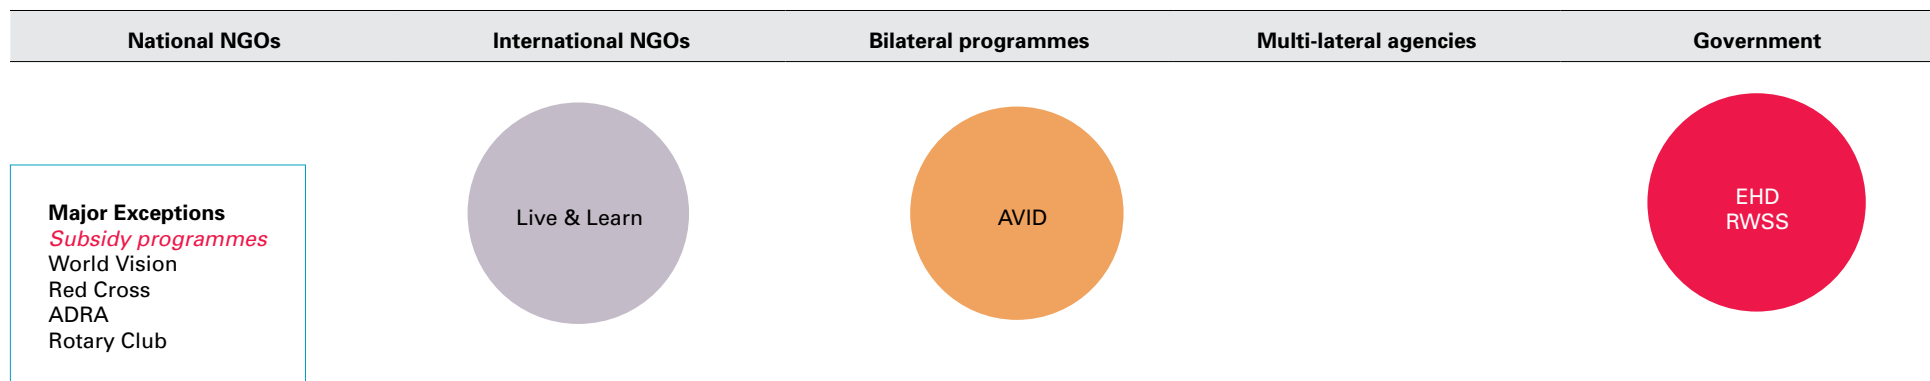 National NGOs International NGOs Bilateral programmes Multi-lateral agencies Government
Major Exceptions
Subsidy programmes
World Vision
Red Cross
ADRA
Rotary Club
Live & Learn
AVID
EHD
RWSS